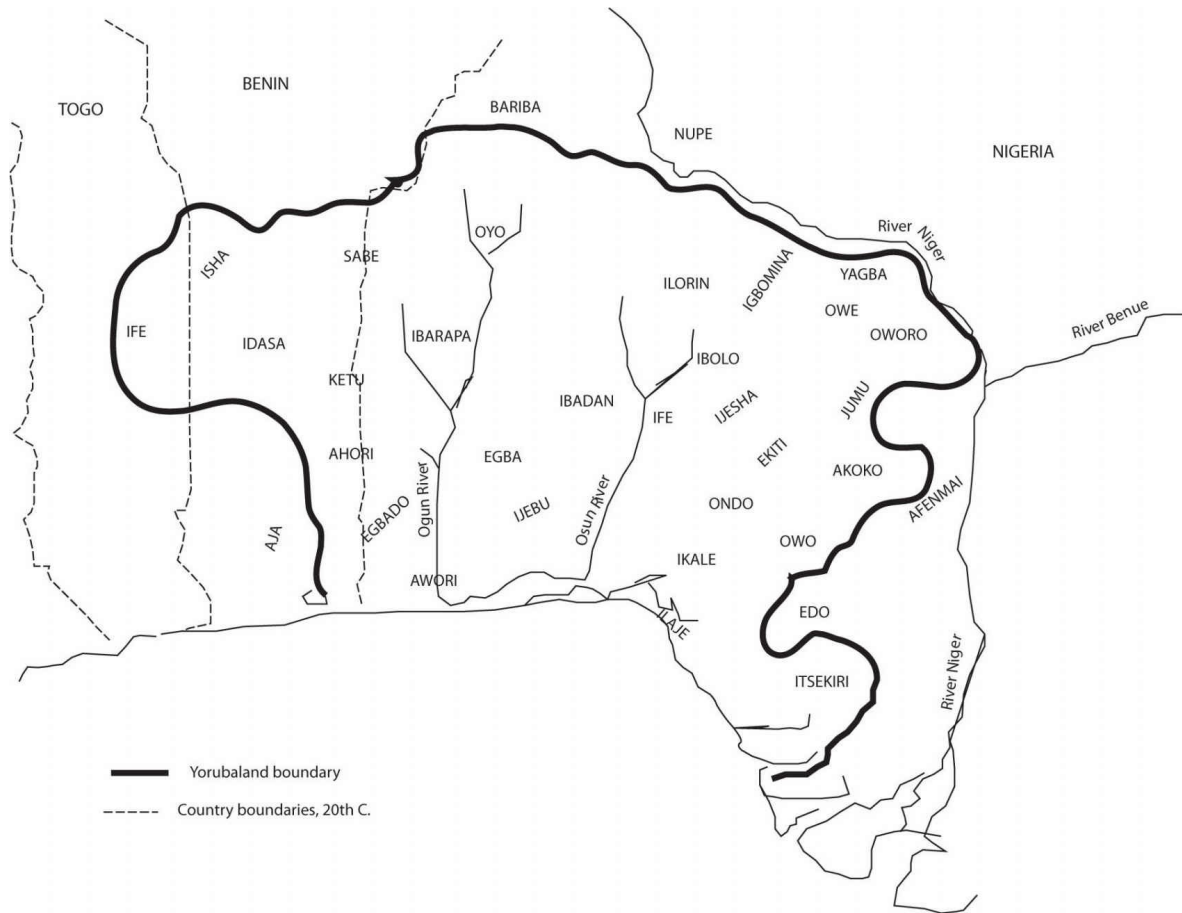 BENIN
TOGO
BARIBA
NUPE
NIGERIA
River Niger
OYO
ISHA
SABE
YAGBA
ILORIN
IGBOMINA
OWE
River Benue
IFE
IDASA
IBARAPA
OWORO
IBOLO
KETU
IBADAN
IFE
IJESHA
JUMU
AHORI
EGBA
EKITI
AKOKO
AFENMAI
Ogun River
EGBADO
IJEBU
Osun River
ONDO
AJA
OWO
IKALE
AWORI
ILAJE
EDO
ITSEKIRI
River Niger
Yorubaland boundary
Country boundaries, 20th C.